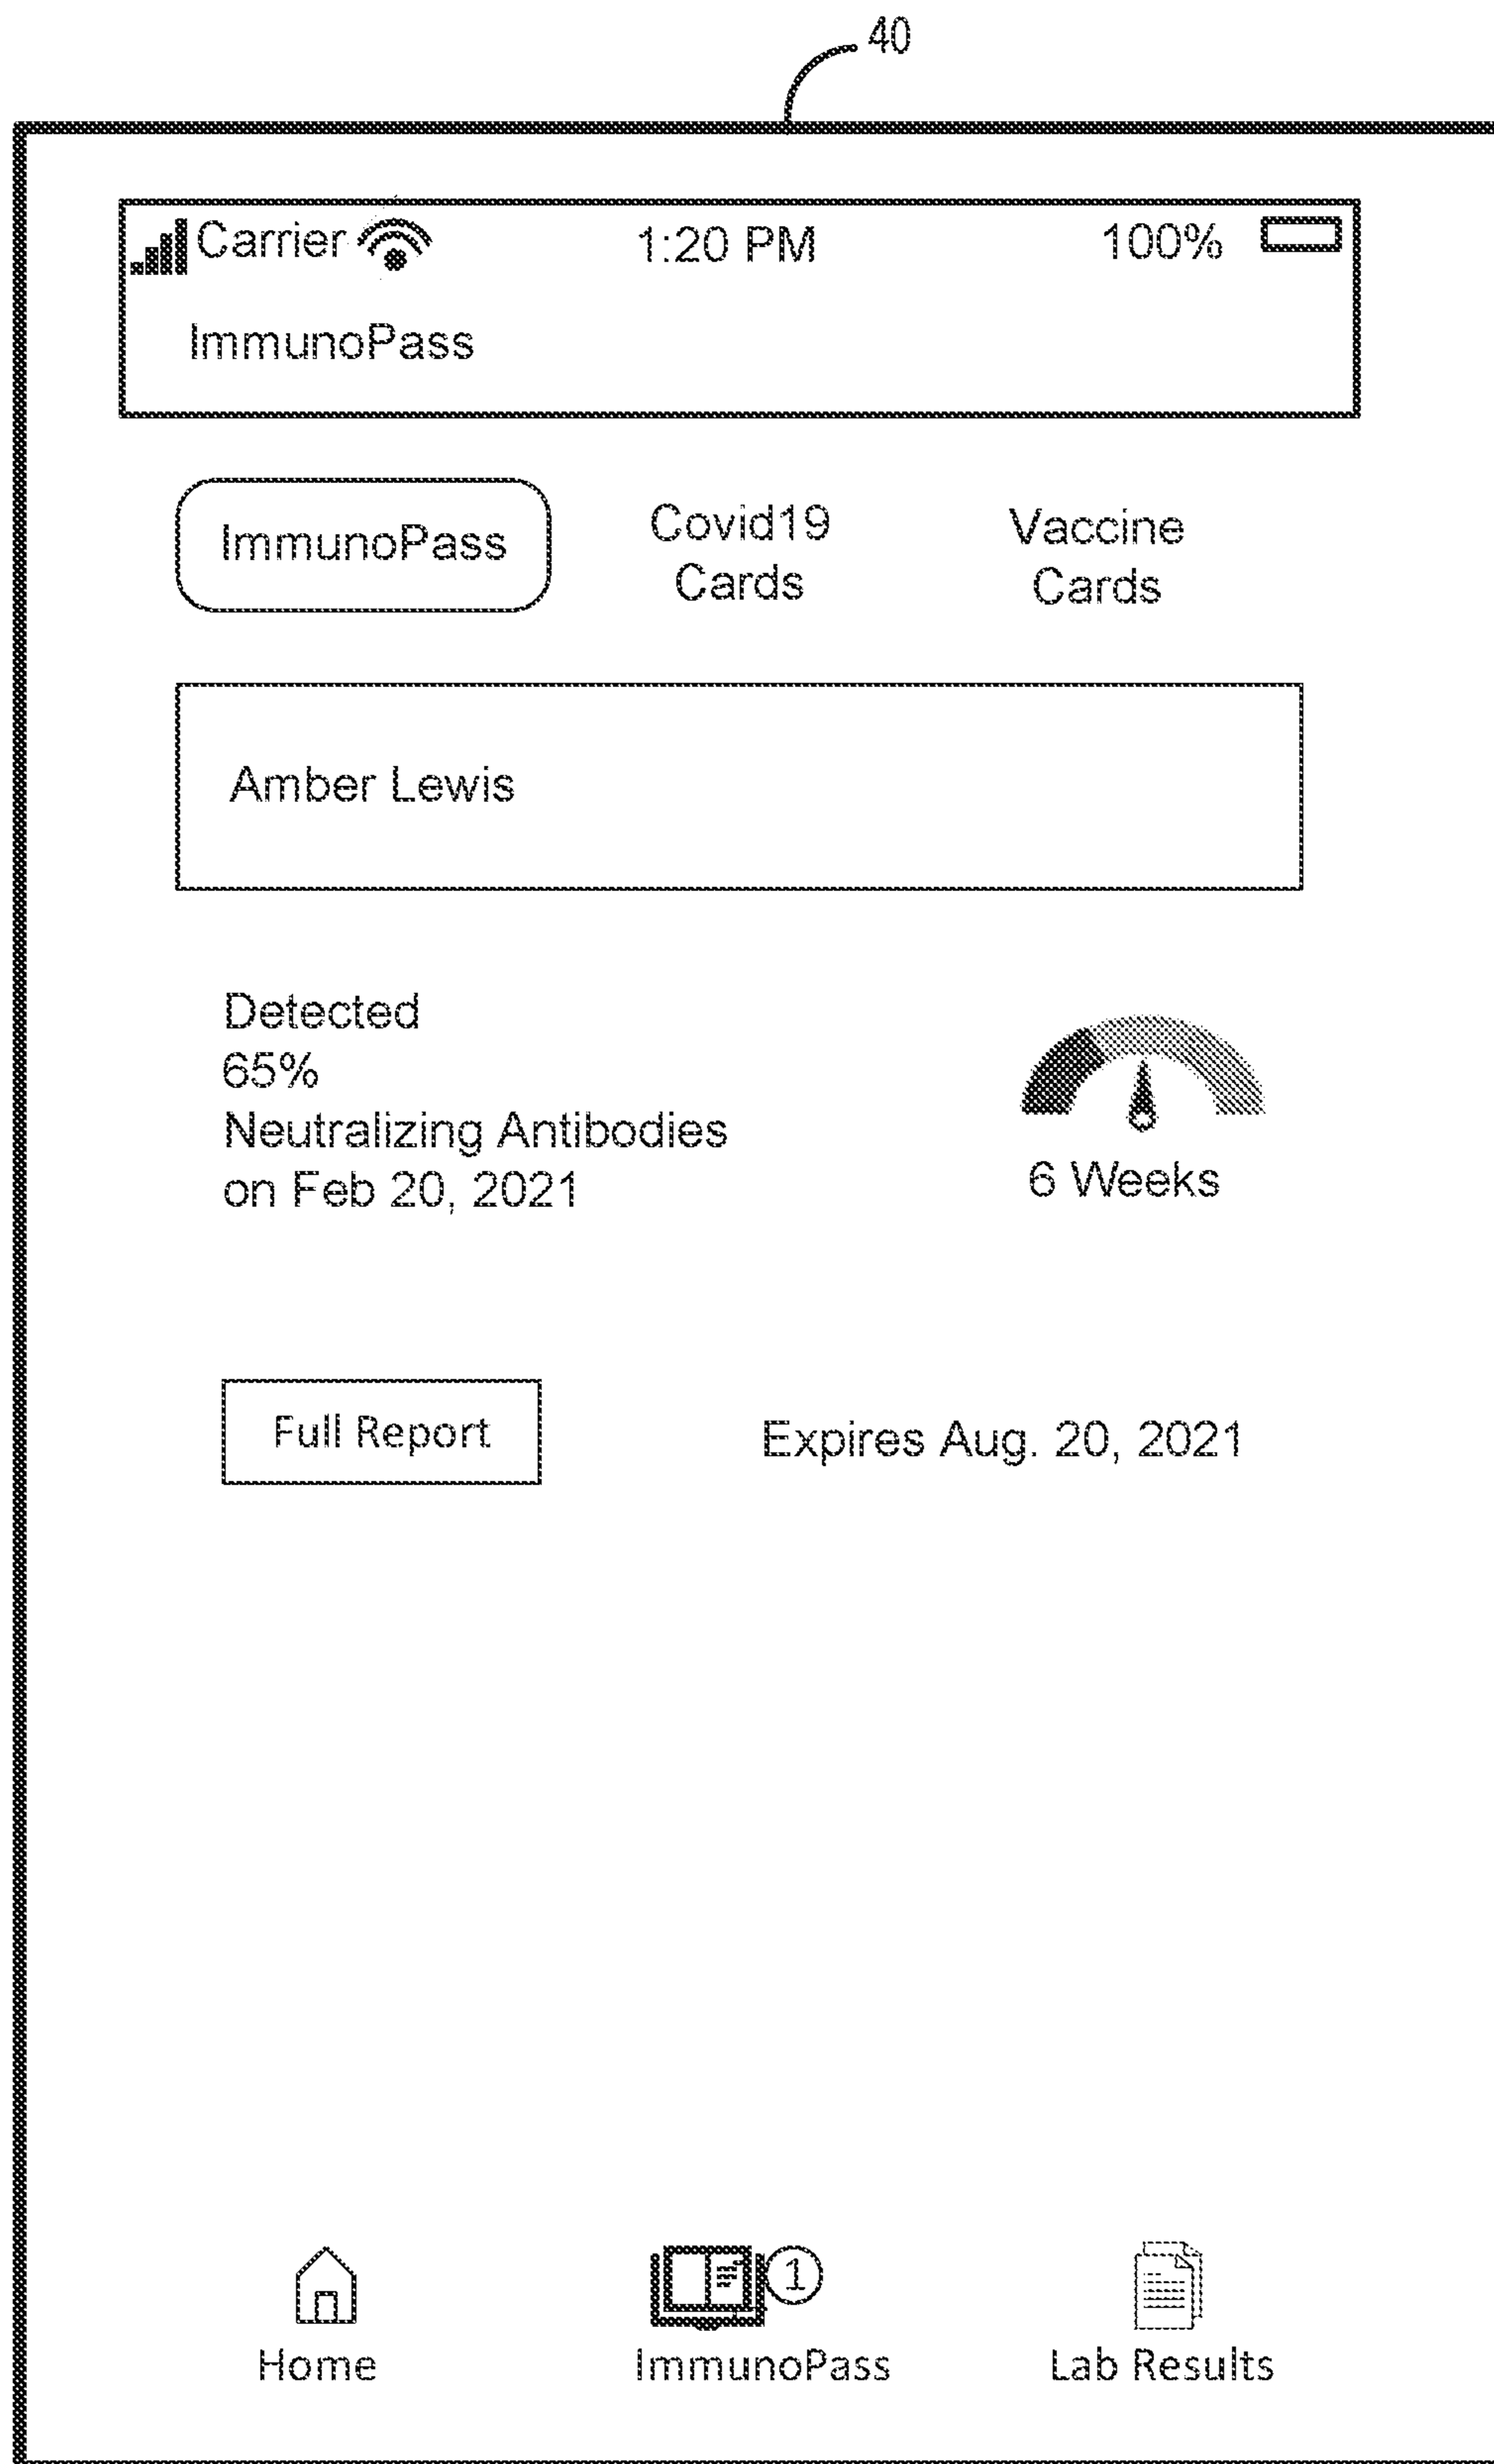 40
Carrier 1:20 PM 100%
ImmunoPass
ImmunoPass
Covid19
Cards
Vaccine
Cards
Amber Lewis
Detected
65%
Neutralizing Antibodies
on Feb 20, 2021
6 Weeks
Full Report
Expires Aug. 20, 2021
1
Home
ImmunoPass
Lab Results